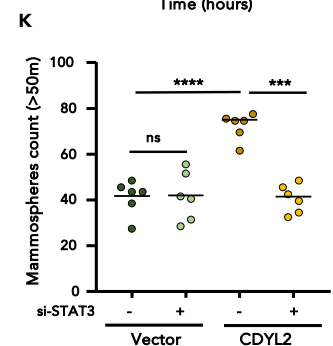 Time (hours)
K
Mammospheres count (>50m)
100
80
60
40
20
0
****
***
ns
si-STAT3 - + - +
Vector CDYL2